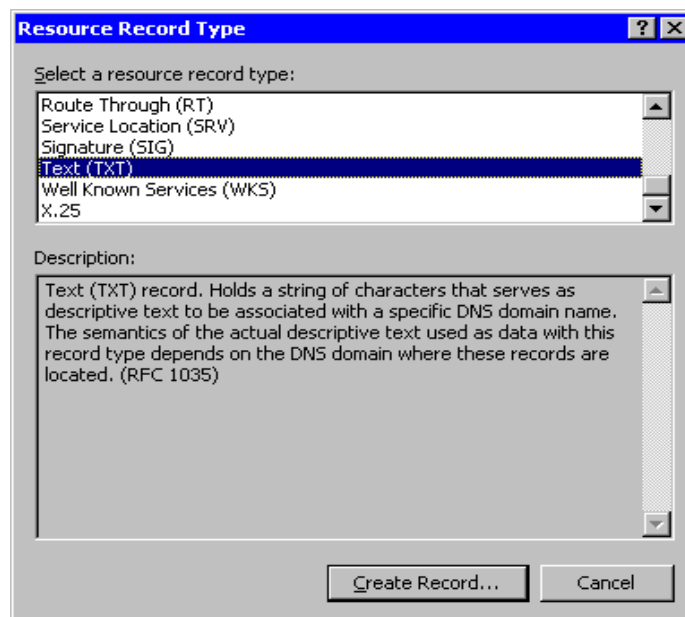 Resource Record Type
Select a resource record type:
Route Through (RT)
Service Location (SRV)
Signature (SIG)
Text (TXT)
Well Known Services (WKS)
X.25
Description:
Text (TXT) record. Holds a string of characters that serves as
descriptive text to be associated with a specific DNS domain name.
The semantics of the actual descriptive text used as data with this
record type depends on the DNS domain where these records are
located. (RFC 1035)
Create Record...
Cancel